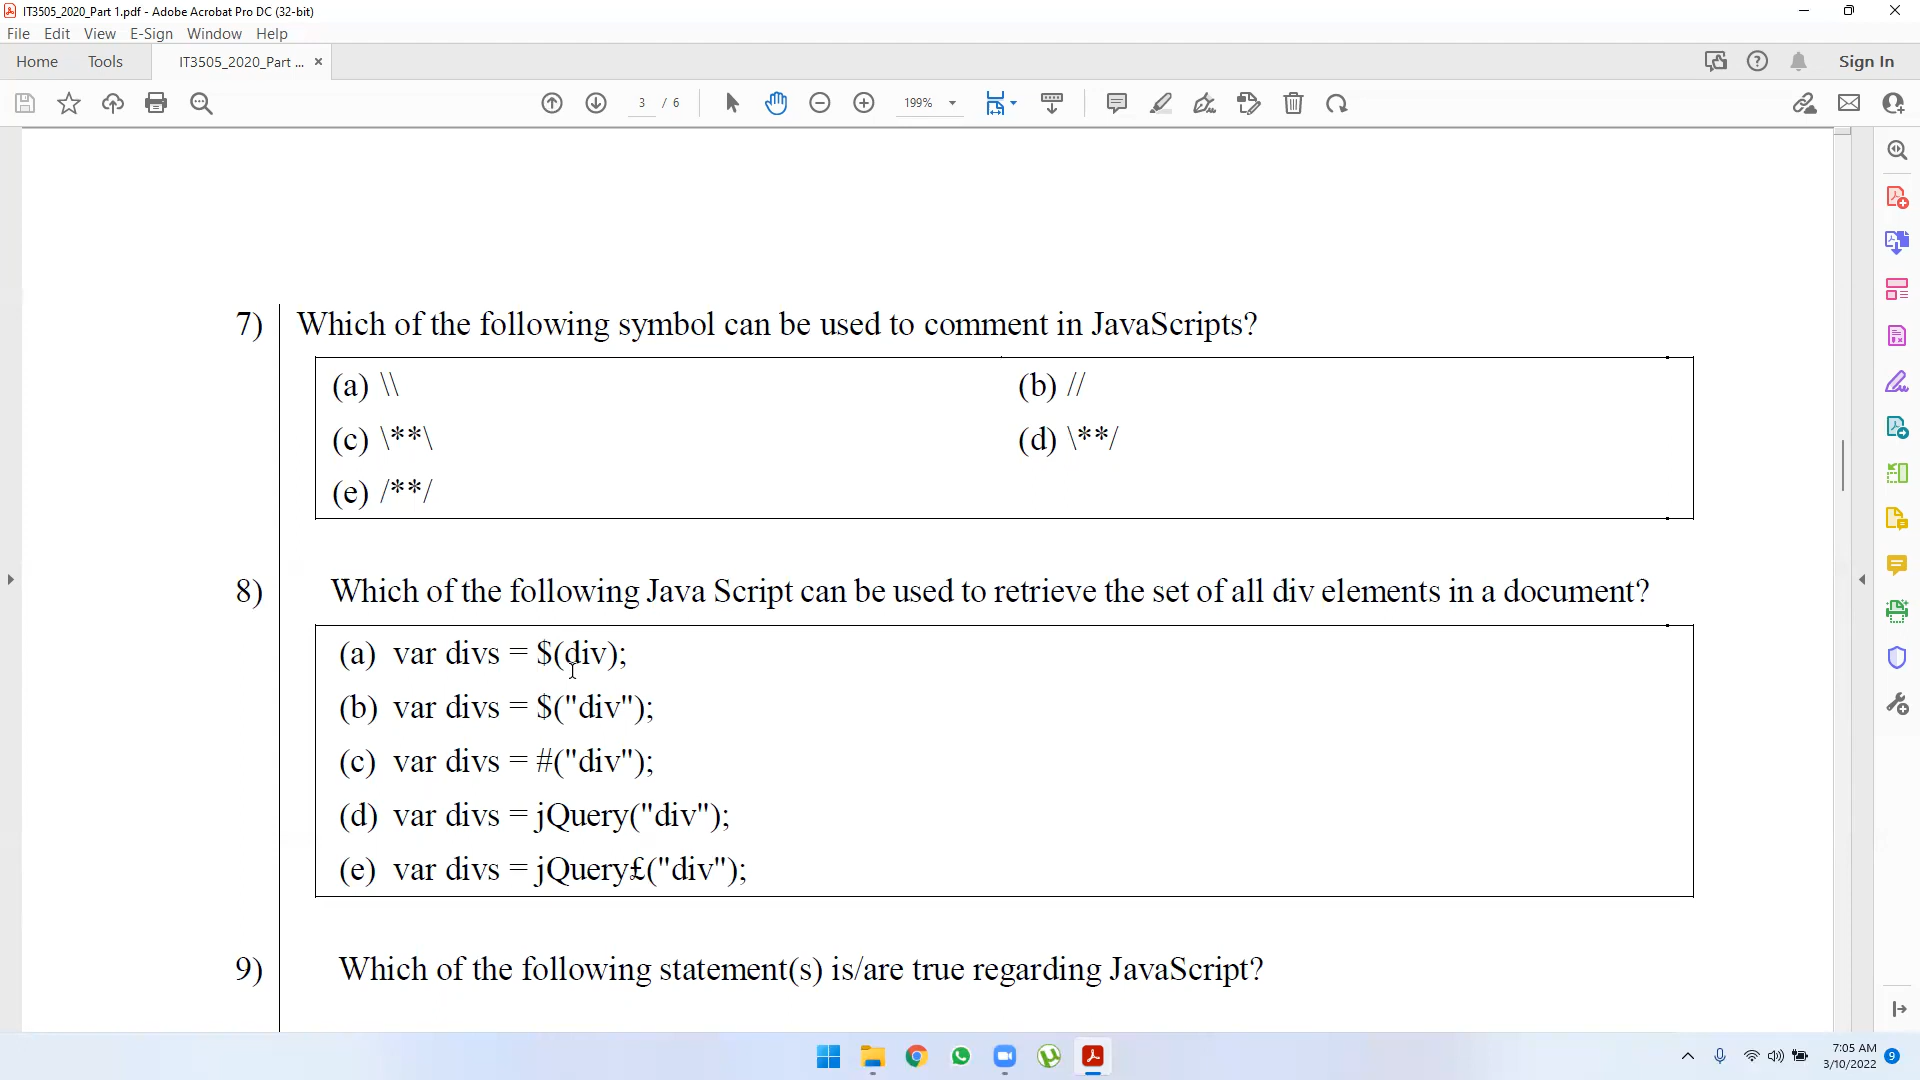 IT3505_2020_Part 1.pdf - Adobe Acrobat Pro DC (32-bit)
File Edit View E-Sign Window Help
Home Tools IT3505_2020_Part ... × Sign In
3 / 6 199%
7) Which of the following symbol can be used to comment in JavaScripts?
(a) \\ (b) //
(c) \**\ (d) \**/
(e) /**/
8) Which of the following Java Script can be used to retrieve the set of all div elements in a document?
(a) var divs = $(div);
(b) var divs = $("div");
(c) var divs = #("div");
(d) var divs = jQuery("div");
(e) var divs = jQuery£("div");
9) Which of the following statement(s) is/are true regarding JavaScript?
7:05 AM
3/10/2022 9